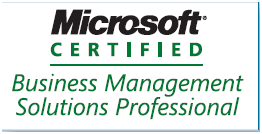 Microsoft®
CERTIFIED
Business Management
Solutions Professional